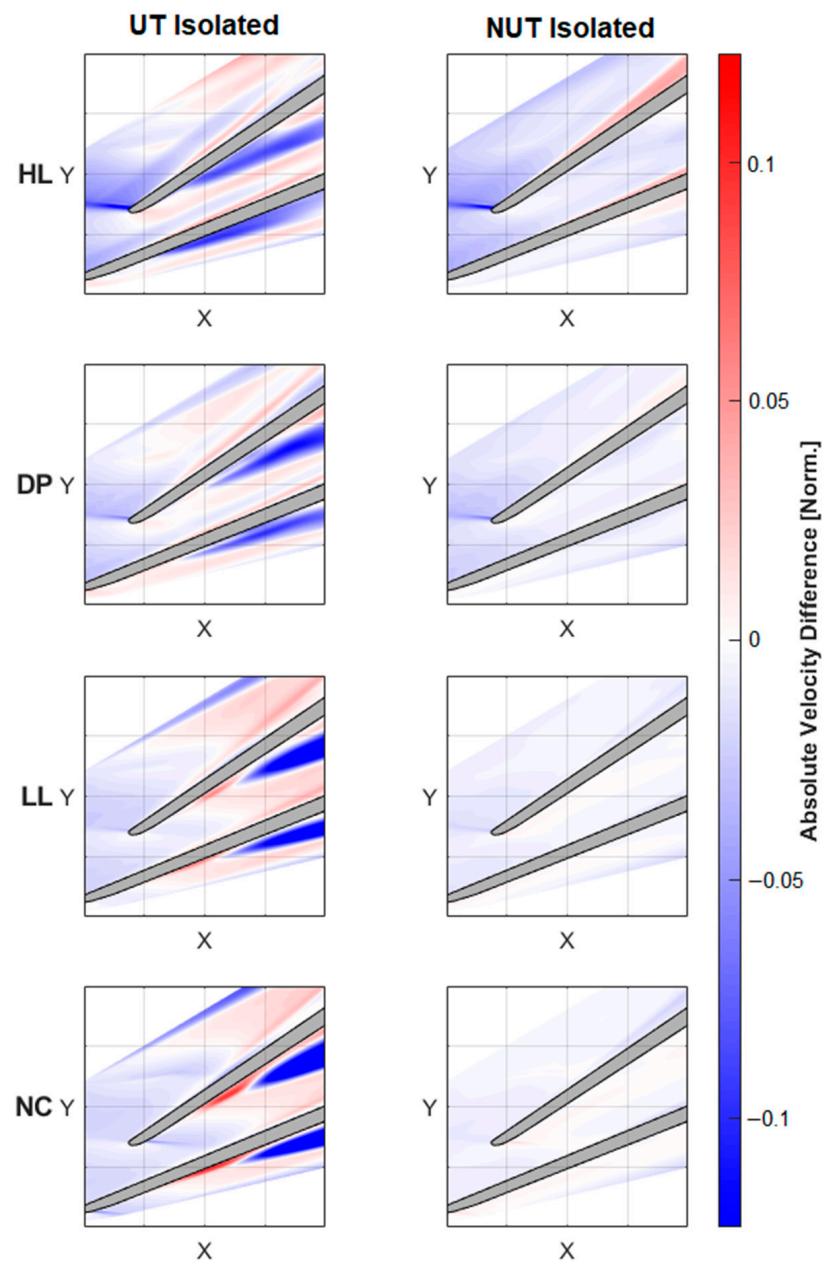 UT Isolated
NUT Isolated
HL Y
X
Y
X
DP Y
X
Y
X
LL Y
X
Y
X
NC Y
X
Y
X
0.1
0.05
0
−0.05
−0.1
Absolute Velocity Difference [Norm.]